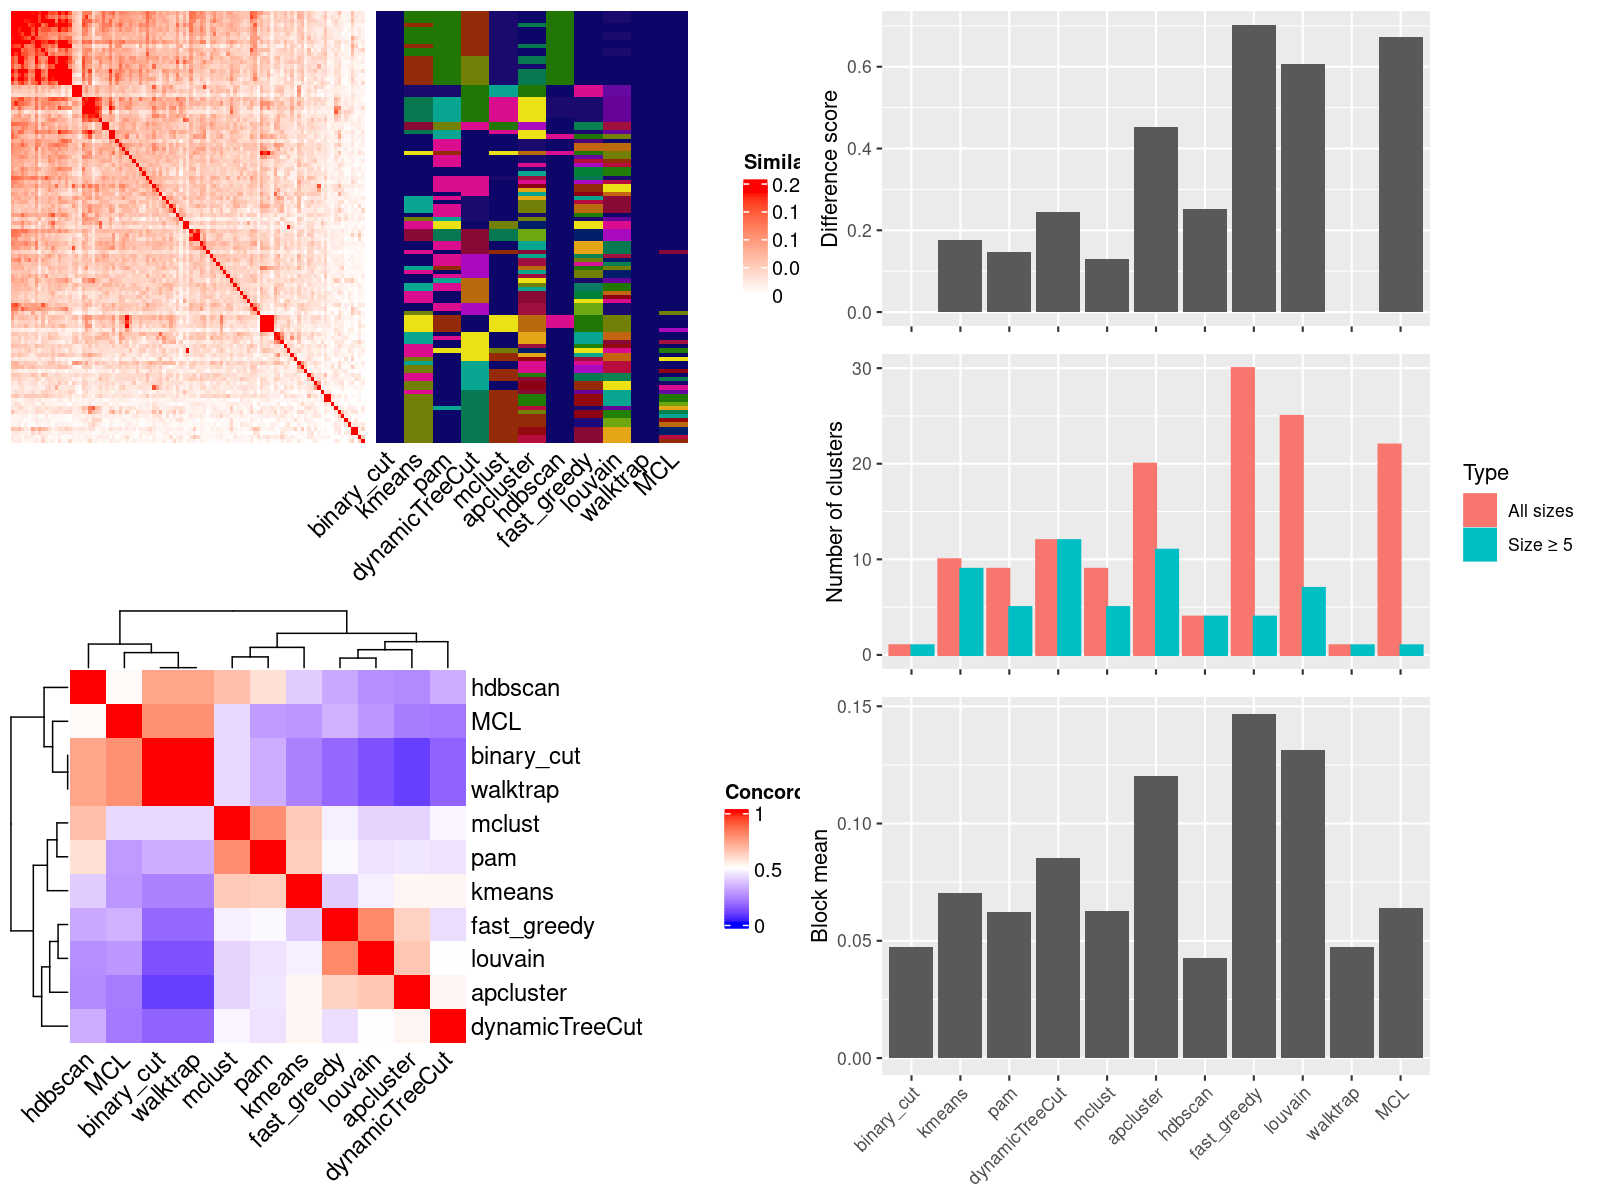 Simila
0.2
0.1
0.1
0.0
0
binary_cut
kmeans
pam
dynamicTreeCut
mclust
apcluster
hdbscan
fast_greedy
louvain
walktrap
MCL
hdbscan
MCL
binary_cut
walktrap
mclust
pam
kmeans
fast_greedy
louvain
apcluster
dynamicTreeCut
hdbscan
MCL
binary_cut
walktrap
mclust
pam
kmeans
fast_greedy
louvain
apcluster
dynamicTreeCut
Concord
1
0.5
0
Difference score
0.6
0.4
0.2
0.0
Number of clusters
30
20
10
0
Type
All sizes
Size ≥ 5
Block mean
0.15
0.10
0.05
0.00
binary_cut
kmeans
pam
dynamicTreeCut
mclust
apcluster
hdbscan
fast_greedy
louvain
walktrap
MCL